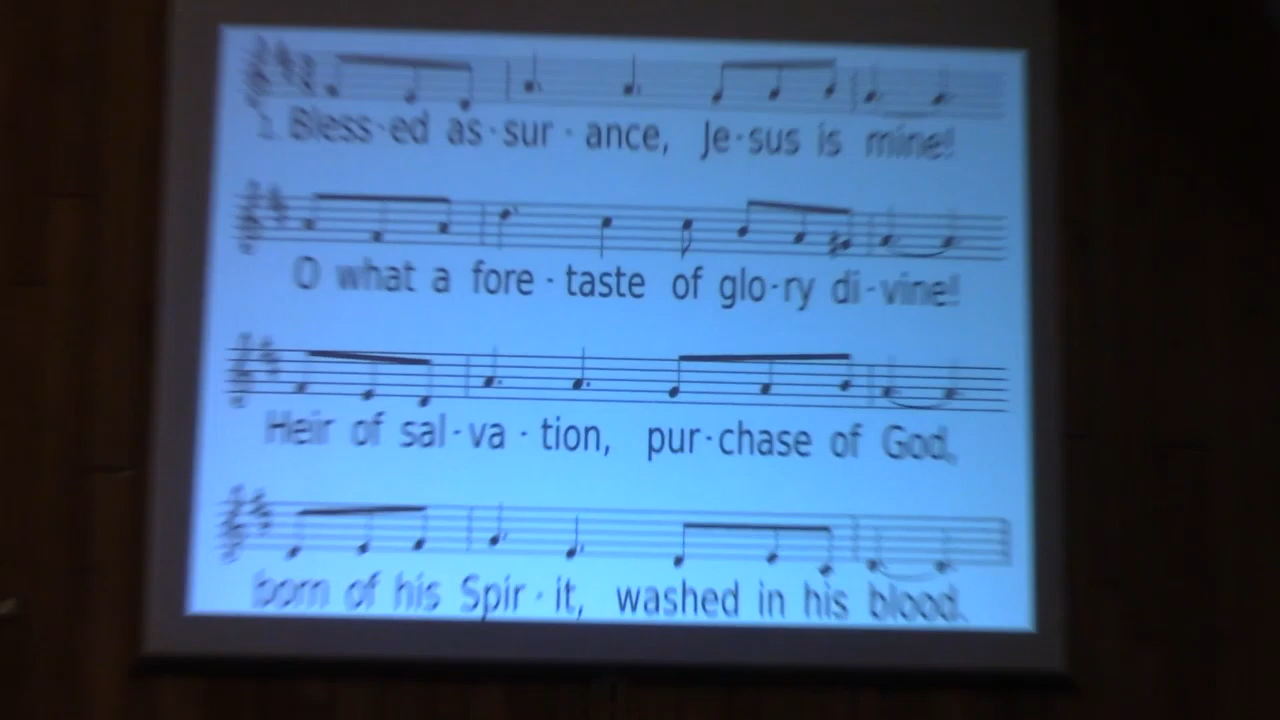 1. Bless-ed as-sur-ance, Je-sus is mine!
O what a fore-taste of glo-ry di-vine!
Heir of sal-va-tion, pur-chase of God,
born of his Spir-it, washed in his blood.